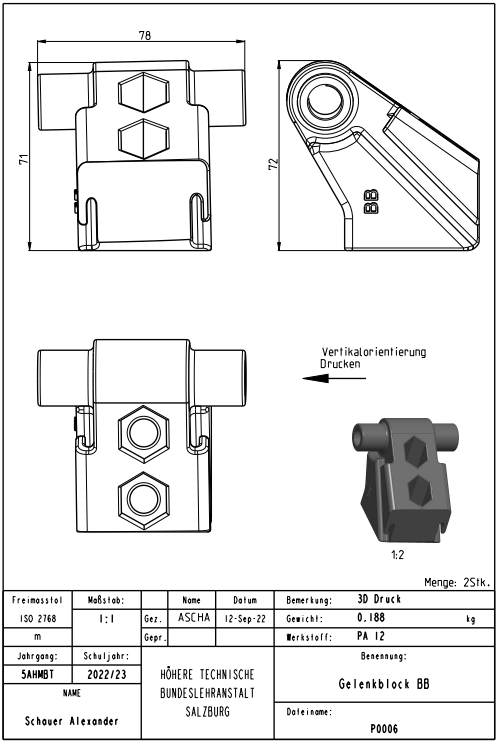 78
71
72
BB
Vertikalorientierung
Drucken
1:2
Menge: 2Stk.
Freimasstol
Maßstab:
Name
Datum
Bemerkung:
3D Druck
ISO 2768
1:1
Gez.
ASCHA
12-Sep-22
Gewicht:
0.188
kg
m
Gepr.
Werkstoff:
PA 12
Jahrgang:
Schuljahr:
HÖHERE TECHNISCHE
BUNDESLEHRANSTALT
SALZBURG
Benennung:
5AHMBT
2022/23
Gelenkblock BB
NAME
Schauer Alexander
Dateiname:
P0006